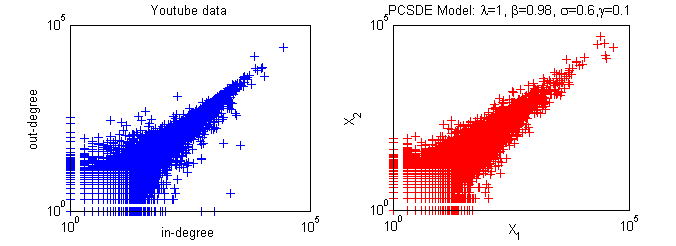 Youtube data
PCSDE Model: λ=1, β=0.98, σ=0.6,γ=0.1
10^5
10^5
out-degree
X_2
10^0
10^0
10^0
in-degree
10^5
10^0
X_1
10^5